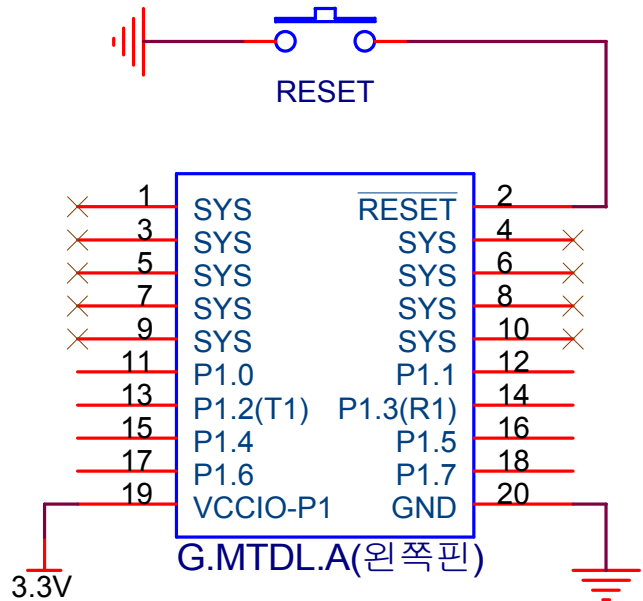 RESET
1 SYS RESET 2
3 SYS SYS 4
5 SYS SYS 6
7 SYS SYS 8
9 SYS SYS 10
11 P1.0 P1.1 12
13 P1.2(T1) P1.3(R1) 14
15 P1.4 P1.5 16
17 P1.6 P1.7 18
19 VCCIO-P1 GND 20
G.MTDL.A(왼쪽핀)
3.3V